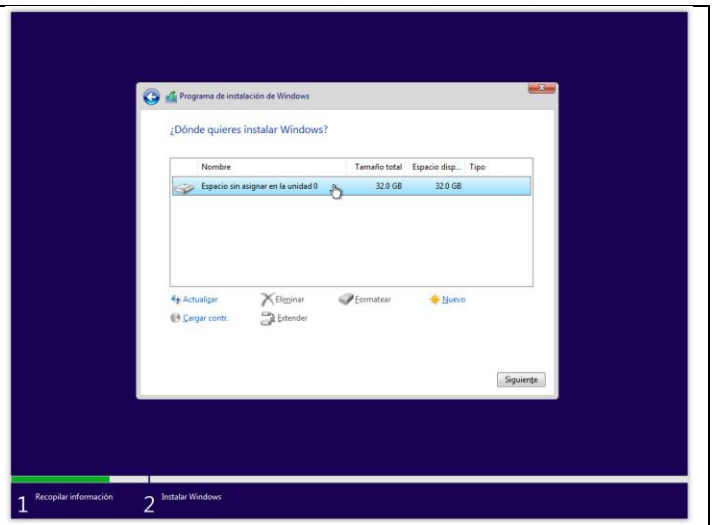 Programa de instalación de Windows
¿Dónde quieres instalar Windows?
Nombre Tamaño total Espacio disp... Tipo
Espacio sin asignar en la unidad 0 32.0 GB 32.0 GB
Actualizar Eliminar Formatear Nuevo
Cargar contr. Extender
Siguiente
1 Recopilar información 2 Instalar Windows